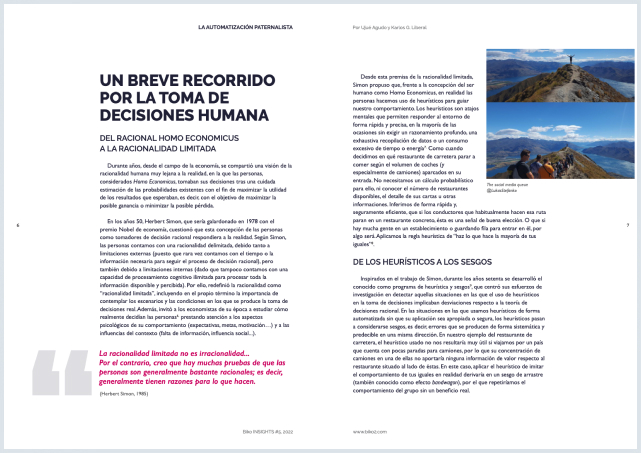 LA AUTOMATIZACIÓN PATERNALISTA
UN BREVE RECORRIDO
POR LA TOMA DE
DECISIONES HUMANA
DEL RACIONAL HOMO ECONOMICUS
A LA RACIONALIDAD LIMITADA
Durante años, desde el campo de la economía, se compartió una visión de la
racionalidad humana muy lejana a la realidad, en la que las personas,
considerados Homo Economicus, tomaban sus decisiones tras una cuidada
estimación de las probabilidades existentes con el fin de maximizar la utilidad
de los resultados que esperaban, es decir, con el objetivo de maximizar la
posible ganancia o minimizar la posible pérdida.
En los años 50, Herbert Simon, que sería galardonado en 1978 con el
premio Nobel de Economía, cuestionó que esta concepción de las personas
como tomadores de decisión racional respondiera a la realidad. Según Simon,
las personas contamos con una racionalidad delimitada, debido tanto a
limitaciones externas (puesto que rara vez contamos con el tiempo o la
información necesaria para seguir el proceso de decisión racional), pero
también debido a limitaciones internas (dado que tampoco contamos con una
capacidad de procesamiento cognitivo ilimitada para procesar toda la
información disponible y percibida). Por ello, redefinió la racionalidad como
"racionalidad limitada", incluyendo en el propio término la importancia de
contemplar los escenarios y las condiciones en los que se produce la toma de
decisiones real. Además, invitó a los economistas de su época a estudiar cómo
realmente decidían las personas prestando atención a los aspectos
psicológicos de su comportamiento (expectativas, metas, motivación...) y a las
influencias del contexto (falta de información, influencia social...).
La racionalidad limitada no es irracionalidad...
Por el contrario, creo que hay muchas pruebas de que las
personas son generalmente bastante racionales; es decir,
generalmente tienen razones para lo que hacen.
(Herbert Simon, 1985)
6
Biko INSIGHTS #5, 2022
Por Ujué Agudo y Karlos G. Liberal
Desde esta premisa de la racionalidad limitada,
Simon propuso que, frente a la concepción del ser
humano como Homo Economicus, en realidad las
personas hacemos uso de heurísticos para guiar
nuestro comportamiento. Los heurísticos son atajos
mentales que permiten responder al entorno de
forma rápida y precisa, en la mayoría de las
ocasiones sin exigir un razonamiento profundo, una
exhaustiva recopilación de datos o un consumo
excesivo de tiempo o energía Como cuando
decidimos en qué restaurante de carretera parar a
comer según el volumen de coches (y
especialmente de camiones) aparcados en su
entrada. No necesitamos un cálculo probabilístico
para ello, ni conocer el número de restaurantes
disponibles, el detalle de sus cartas u otras
informaciones. Inferimos de forma rápida y,
seguramente eficiente, que si los conductores que habitualmente hacen esa ruta
paran en un restaurante concreto, ésta es una señal de buena elección. O que si
hay mucha gente en un establecimiento o guardando fila para entrar en él, por
algo será. Aplicamos la regla heurística de "haz lo que hace la mayoría de tus
iguales".
DE LOS HEURÍSTICOS A LOS SESGOS
Inspirados en el trabajo de Simon, durante los años setenta se desarrolló el
conocido como programa de heurística y sesgos, que centró sus esfuerzos de
investigación en detectar aquellas situaciones en las que el uso de heurísticos
en la toma de decisiones implicaban desviaciones respecto a la teoría de
decisiones racional. En las situaciones en las que usamos heurísticos de forma
automatizada sin que su aplicación sea apropiada o segura, los heurísticos pasan
a considerarse sesgos, es decir errores que se producen de forma sistemática y
predecible en una misma dirección. En nuestro ejemplo del restaurante de
carretera, el heurístico usado no nos resultaría muy útil si viajamos por un país
que cuenta con pocas paradas para camiones, por lo que su concentración de
camiones en una de ellas no aportaría ninguna información de valor respecto al
restaurante situado al lado de éstas. En este caso, aplicar el heurístico de imitar
el comportamiento de tus iguales en realidad derivaría en un sesgo de arrastre
(también conocido como efecto bandwagon), por el que repetiríamos el
comportamiento del grupo sin un beneficio real.
7
www.biko2.com